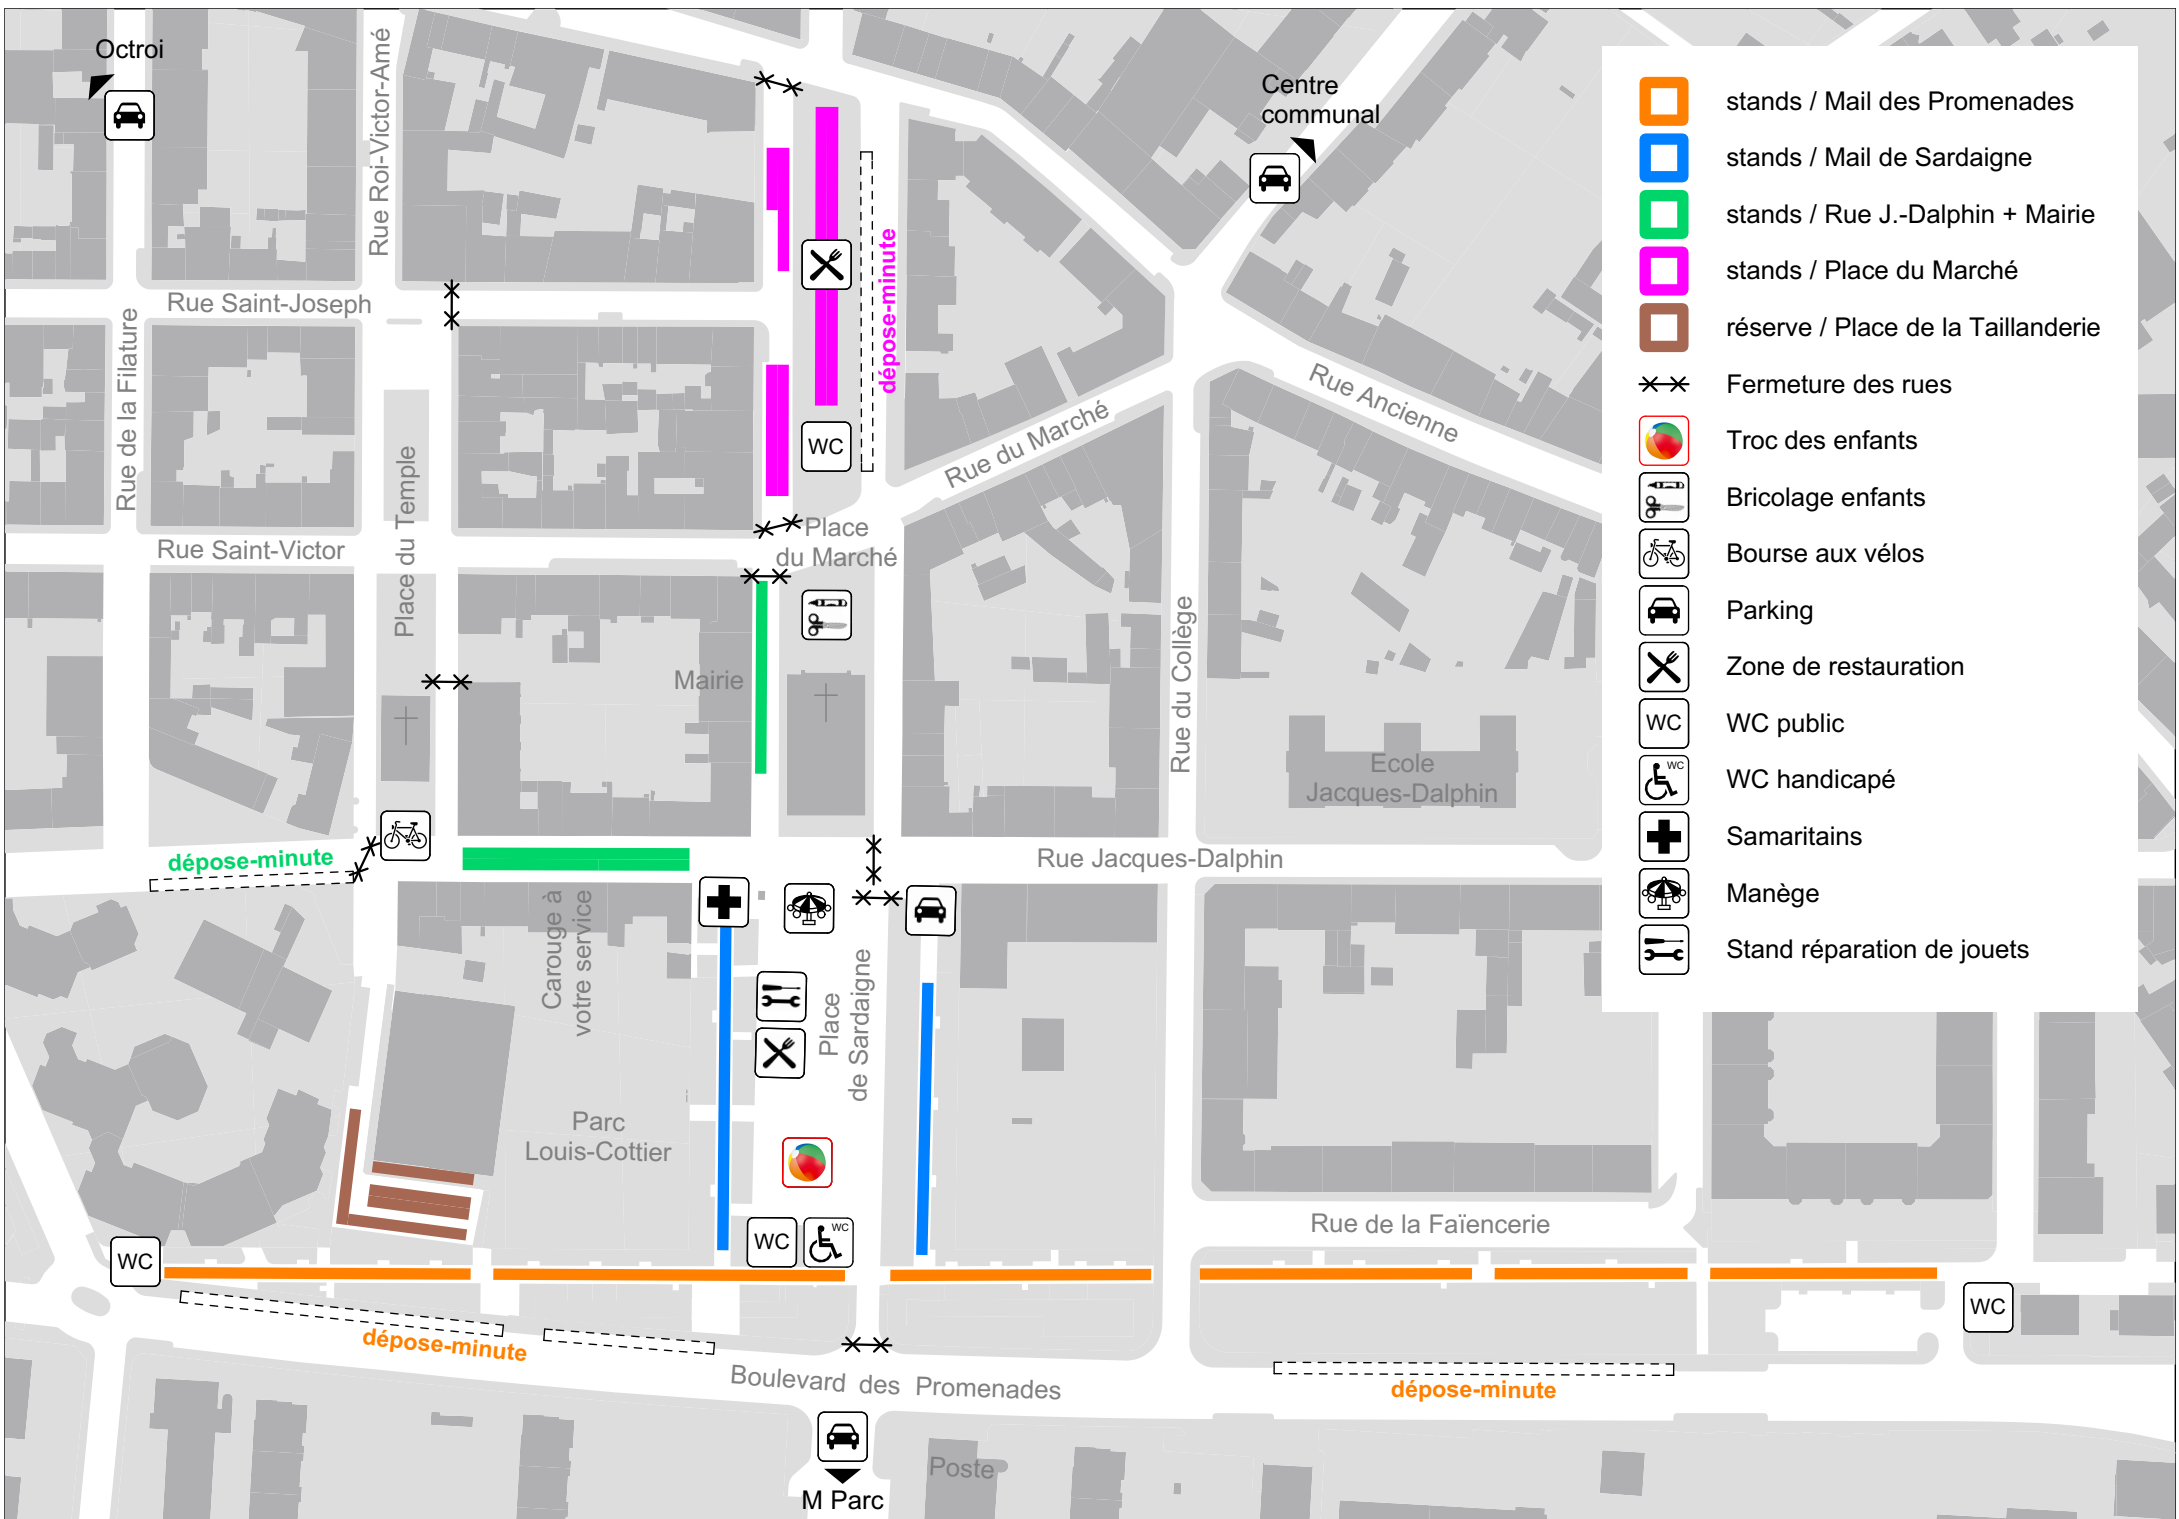 Octroi
Rue Roi-Victor-Amé
Centre
communal
stands / Mail des Promenades
stands / Mail de Sardaigne
stands / Rue J.-Dalphin + Mairie
stands / Place du Marché
réserve / Place de la Taillanderie
Fermeture des rues
Troc des enfants
Bricolage enfants
Bourse aux vélos
Parking
Zone de restauration
WC
WC public
WC
WC handicapé
Samaritains
Manège
Stand réparation de jouets
dépose-minute
Rue Saint-Joseph
Rue de la Filature
Rue Ancienne
Rue du Marché
WC
Place du Temple
Rue Saint-Victor
Place
du Marché
Mairie
Rue du Collège
Ecole
Jacques-Dalphin
dépose-minute
Rue Jacques-Dalphin
Carouge à
votre service
Place
de Sardaigne
Parc
Louis-Cottier
WC
WC
WC
Rue de la Faïencerie
WC
dépose-minute
Boulevard des Promenades
dépose-minute
Poste
M Parc